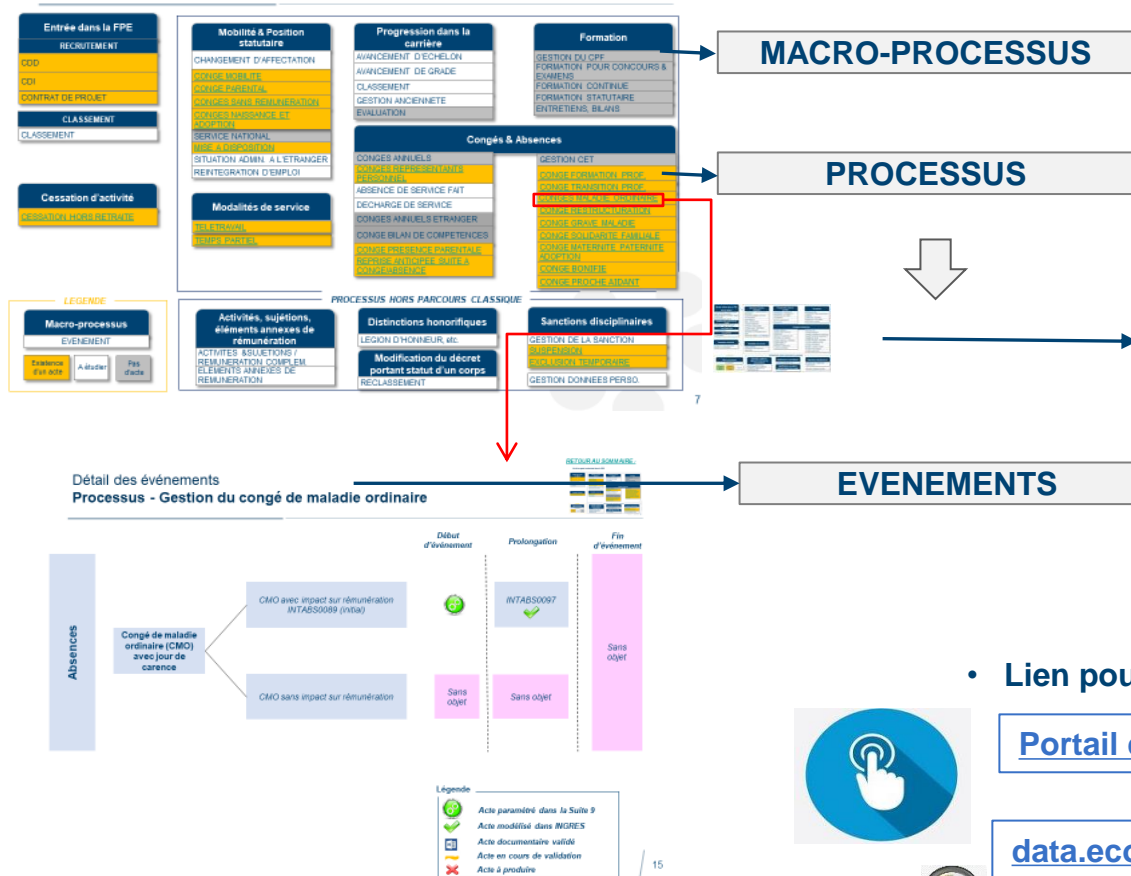 Entrée dans la FPE
RECRUTEMENT
CDD
CDI
CONTRAT DE PROJET
CLASSEMENT
CLASSEMENT
Cessation d'activité
CESSATION HORS RETRAITE
Mobilité & Position
statutaire
CHANGEMENT D'AFFECTATION
CONGE MOBILITE
CONGE PARENTAL
CONGES SANS REMUNERATION
CONGES NAISSANCE ET
ADOPTION
SERVICE NATIONAL
MISE A DISPOSITION
SITUATION ADMIN. A L'ETRANGER
REINTEGRATION D'EMPLOI
Modalités de service
TELETRAVAIL
TEMPS PARTIEL
Progression dans la
carrière
AVANCEMENT D'ECHELON
AVANCEMENT DE GRADE
CLASSEMENT
GESTION ANCIENNETE
EVALUATION
Formation
GESTION DU CPF
FORMATION POUR CONCOURS &
EXAMENS
FORMATION CONTINUE
FORMATION STATUTAIRE
ENTRETIENS, BILANS
Congés & Absences
CONGES ANNUELS
CONGES REPRESENTANTS
PERSONNEL
ABSENCE DE SERVICE FAIT
DECHARGE DE SERVICE
CONGES ANNUELS ETRANGER
CONGE BILAN DE COMPETENCES
CONGE PRESENCE PARENTALE
REPRISE ANTICIPEE SUITE A
CONGE/ABSENCE
GESTION CET
CONGE FORMATION PROF.
CONGE TRANSITION PROF.
CONGES MALADIE ORDINAIRE
CONGE RESTRUCTURATION
CONGE GRAVE MALADIE
CONGE SOLIDARITE FAMILIALE
CONGE MATERNITE PATERNITE
ADOPTION
CONGE BONIFIE
CONGE PROCHE AIDANT
MACRO-PROCESSUS
PROCESSUS
LEGENDE
Macro-processus
EVENEMENT
Existence
d'un acte
A étudier
Pas
d'acte
PROCESSUS HORS PARCOURS CLASSIQUE
Activités, sujétions,
éléments annexes de
rémunération
ACTIVITES &SUJETIONS /
REMUNERATION COMPLEM.
ELEMENTS ANNEXES DE
REMUNERATION
Distinctions honorifiques
LEGION D'HONNEUR, etc.
Modification du décret
portant statut d'un corps
RECLASSEMENT
Sanctions disciplinaires
GESTION DE LA SANCTION
SUSPENSION
EXCLUSION TEMPORAIRE
GESTION DONNEES PERSO.
7
RETOUR AU SOMMAIRE
Détail des événements
Processus - Gestion du congé de maladie ordinaire
EVENEMENTS
Début
d'événement
Prolongation
Fin
d'événement
Absences
Congé de maladie
ordinaire (CMO)
avec jour de
carence
CMO avec impact sur rémunération
INTABS0089 (initial)
INTABS0097
CMO sans impact sur rémunération
Sans
objet
Sans objet
Sans
objet
Légende
Acte paramétré dans la Suite 9
Acte modélisé dans INGRES
Acte documentaire validé
Acte en cours de validation
Acte à produire
15
• Lien pou
Portail
data.ecc